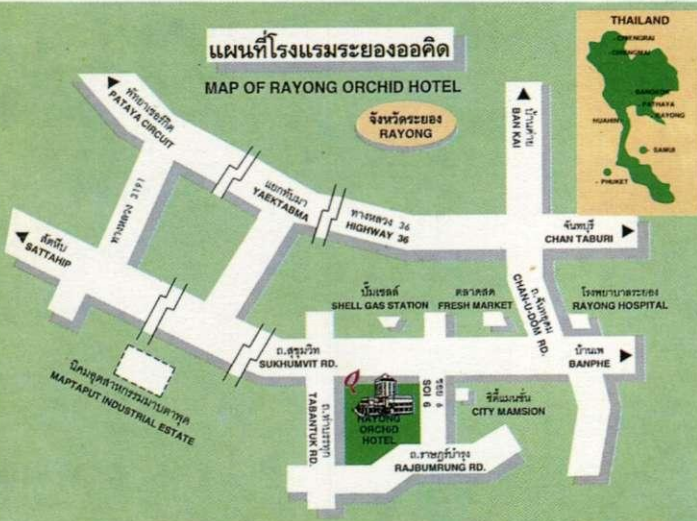 แผนที่โรงแรมระยองออคิด
MAP OF RAYONG ORCHID HOTEL
จังหวัดระยอง
RAYONG
THAILAND
CHIENGRAI
CHIENGMAI
BANGKOK
PATHAYA
RAYONG
HUAHIN
SAMUI
PHUKET
พัทยาเซอร์กิต
PATAYA CIRCUIT
บ้านค่าย
BAN KAI
ทางหลวง 3191
แยกทับมา
YAEKTABMA
ทางหลวง 36
HIGHWAY 36
จันทบุรี
CHAN TABURI
สัตหีบ
SATTAHIP
ปั๊มเชลล์
SHELL GAS STATION
ตลาดสด
FRESH MARKET
ถ.จันทอุดม
CHAN-U-DOM RD.
โรงพยาบาลระยอง
RAYONG HOSPITAL
นิคมอุตสาหกรรมมาบตาพุด
MAPTAPUT INDUSTRIAL ESTATE
ถ.สุขุมวิท
SUKHUMVIT RD.
บ้านเพ
BANPHE
TABANTUK RD.
RAYONG
ORCHID
HOTEL
ซอย 6
SOI 6
ซิตี้แมนชั่น
CITY MAMSION
ถ.ราษฎร์บำรุง
RAJBUMRUNG RD.